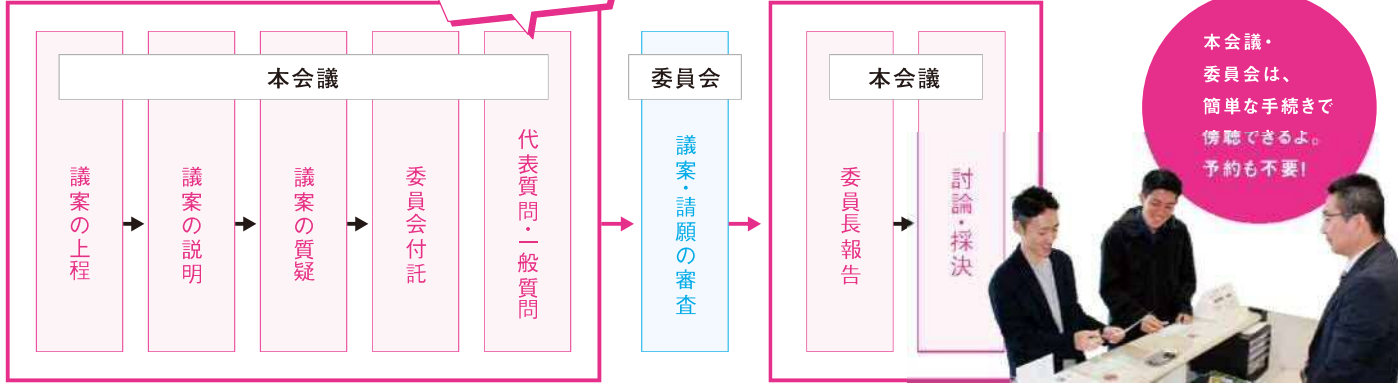 本会議
議案の上程
議案の説明
議案の質疑
委員会付託
代表質問・一般質問
委員会
議案・請願の審査
本会議
委員長報告
討論・採決
本会議・
委員会は、
簡単な手続きで
傍聴できるよ。
予約も不要!